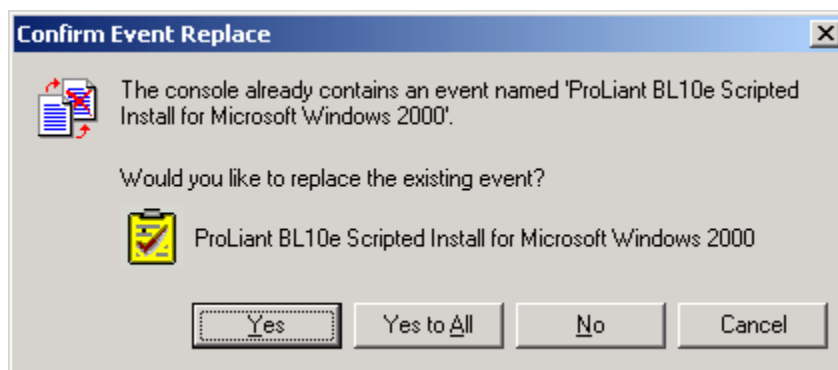 Confirm Event Replace
The console already contains an event named 'ProLiant BL10e Scripted
Install for Microsoft Windows 2000'.
Would you like to replace the existing event?
ProLiant BL10e Scripted Install for Microsoft Windows 2000
Yes
Yes to All
No
Cancel